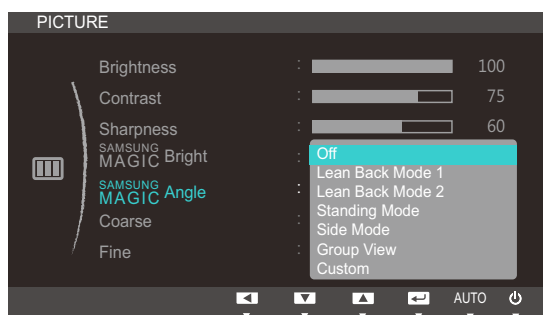 PICTURE
Brightness : 100
Contrast : 75
Sharpness : 60
SAMSUNG
MAGIC Bright :
SAMSUNG
MAGIC Angle :
Coarse :
Fine :
Off
Lean Back Mode 1
Lean Back Mode 2
Standing Mode
Side Mode
Group View
Custom
AUTO